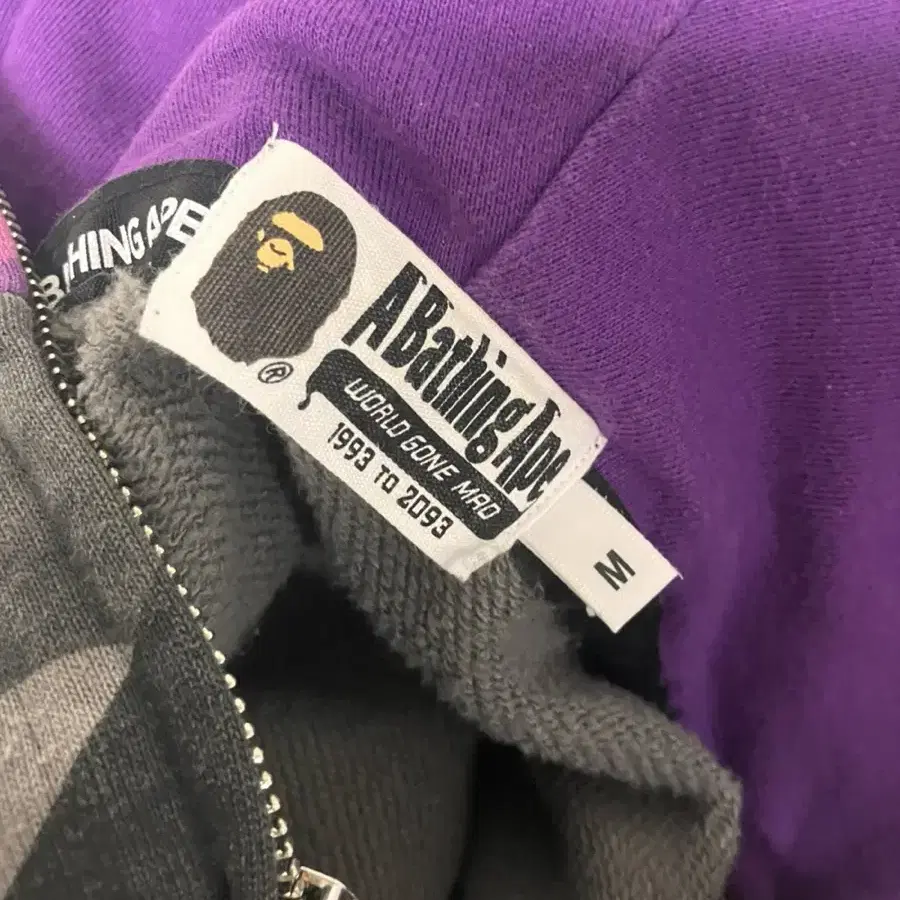 BATHING APE
®
A Bathing Ape
WORLD GONE MAD
1993 TO 2093
M